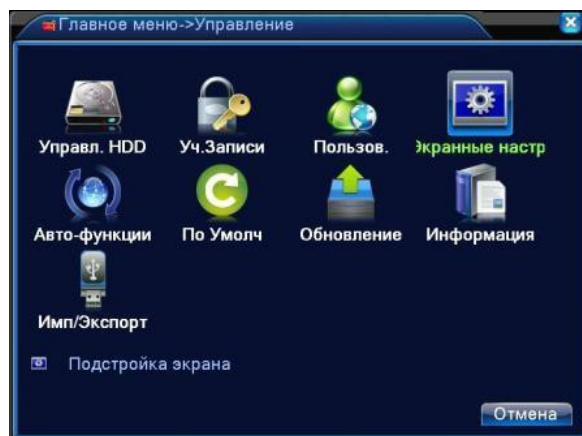 Главное меню->Управление
Управл. HDD Уч.Записи Пользов. Экранные настр
Авто-функции По Умолч Обновление Информация
Имп/Экспорт
Подстройка экрана
Отмена